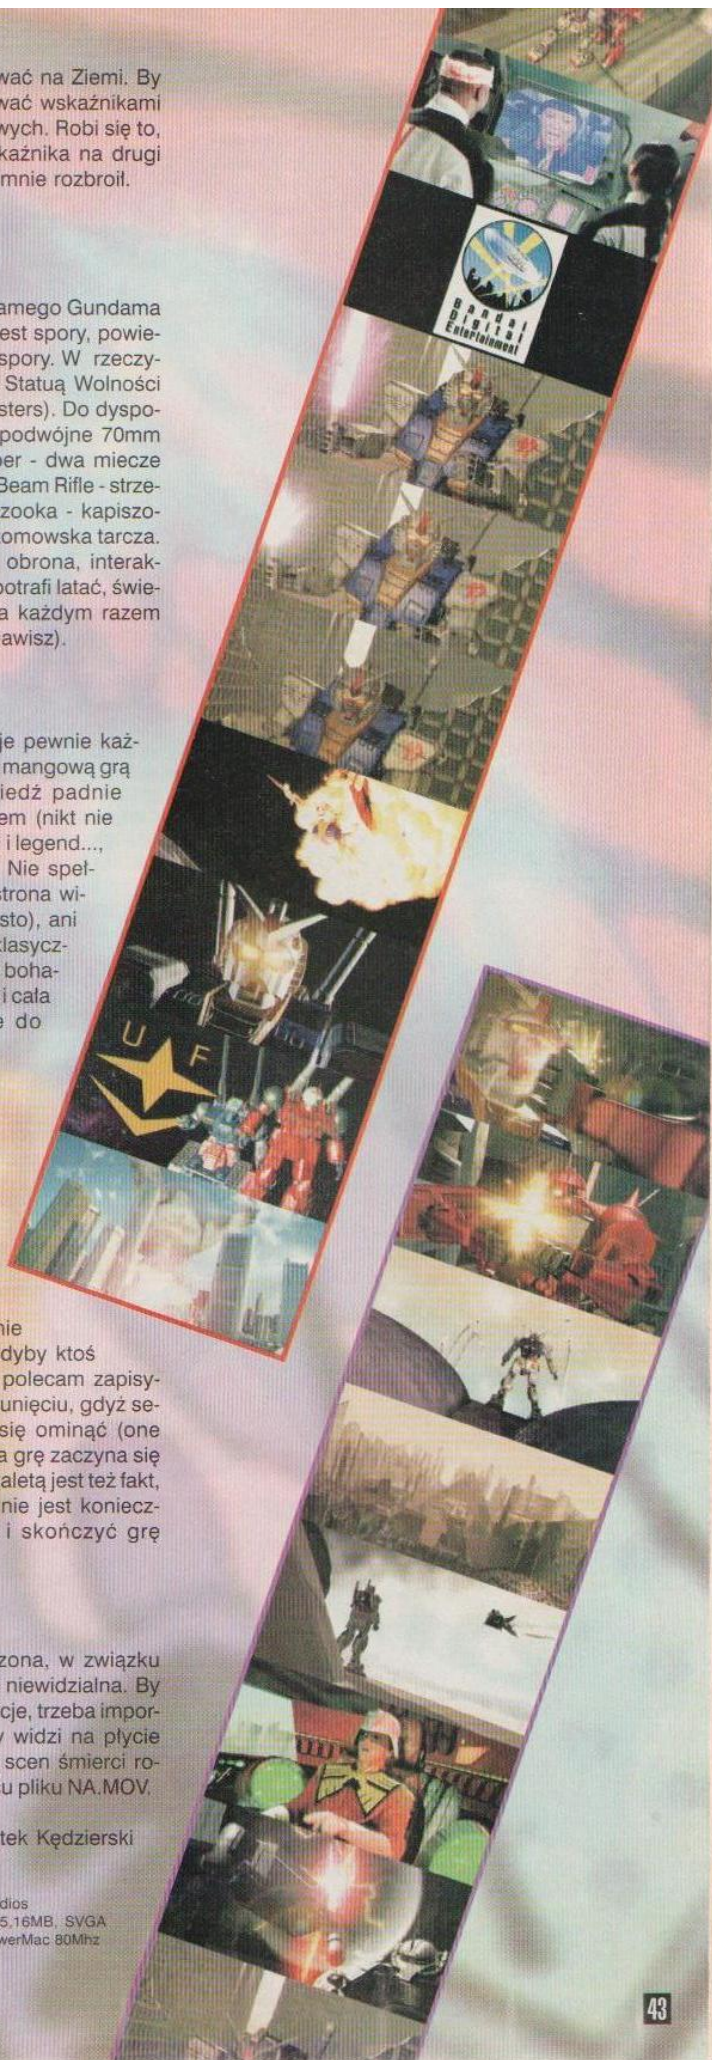 wać na Ziemi. By
wać wskaźnikami
wych. Robi się to,
kaźnika na drugi
mnie rozbroił.
amego Gundama
est spory, powie-
spory. W rzeczy-
Statuą Wolności
sters). Do dyspo-
podwójne 70mm
er - dwa miecze
Beam Rifle - strze-
zooka - kapiszo-
omowska tarcza.
obrona, interak-
potrafi latać, świe-
a każdym razem
awisz).
je pewnie każ-
mangową grą
iedź padnie
em (nikt nie
i legend...,
Nie speł-
strona wi-
sto), ani
klasycz-
boha-
i cała
e do
nie
dyby ktoś
polecam zapisy-
unięciu, gdyż se-
się ominąć (one
a grę zaczyna się
aletą jest też fakt,
nie jest koniecz-
i skończyć grę
zona, w związku
niewidzialna. By
cje, trzeba impor-
y widzi na płycie
scen śmierci ro-
u pliku NA.MOV.
tek Kędzierski
dios
5,16MB, SVGA
werMac 80Mhz
Bandai
Digital
Entertainment
U F
43